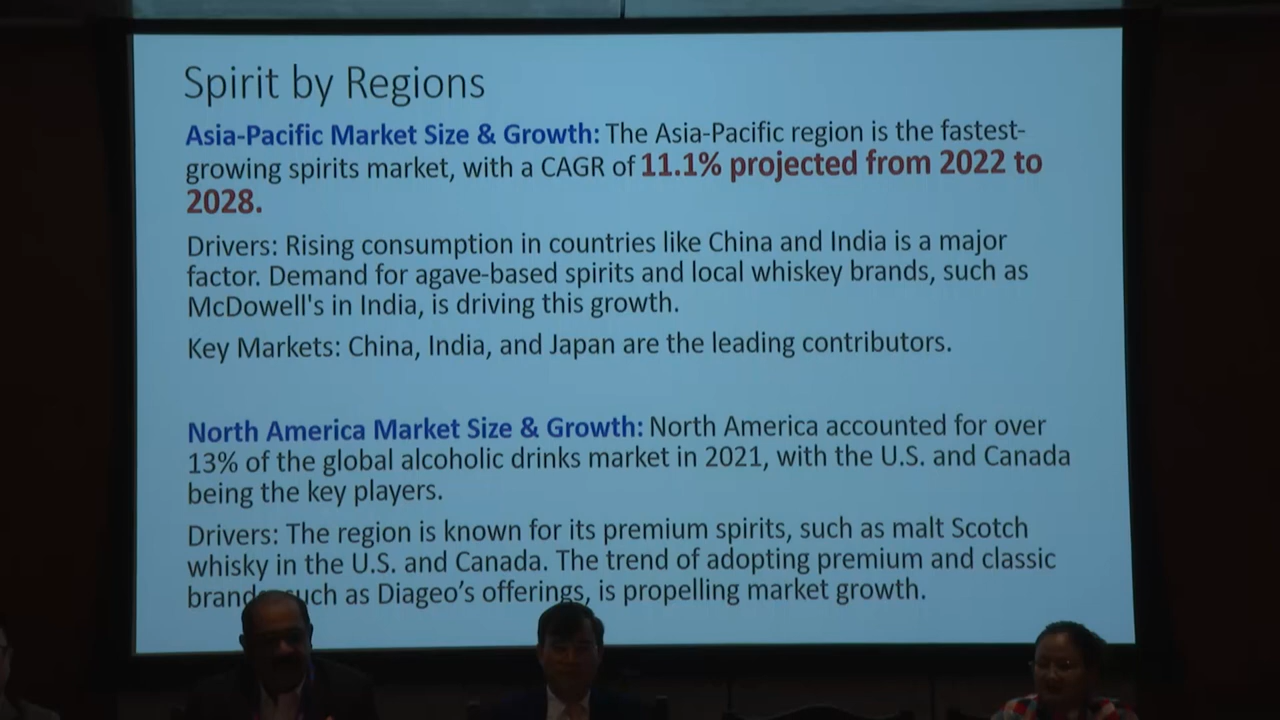 Spirit by Regions
Asia-Pacific Market Size & Growth: The Asia-Pacific region is the fastest-
growing spirits market, with a CAGR of 11.1% projected from 2022 to
2028.
Drivers: Rising consumption in countries like China and India is a major
factor. Demand for agave-based spirits and local whiskey brands, such as
McDowell's in India, is driving this growth.
Key Markets: China, India, and Japan are the leading contributors.
North America Market Size & Growth: North America accounted for over
13% of the global alcoholic drinks market in 2021, with the U.S. and Canada
being the key players.
Drivers: The region is known for its premium spirits, such as malt Scotch
whisky in the U.S. and Canada. The trend of adopting premium and classic
brands such as Diageo’s offerings, is propelling market growth.